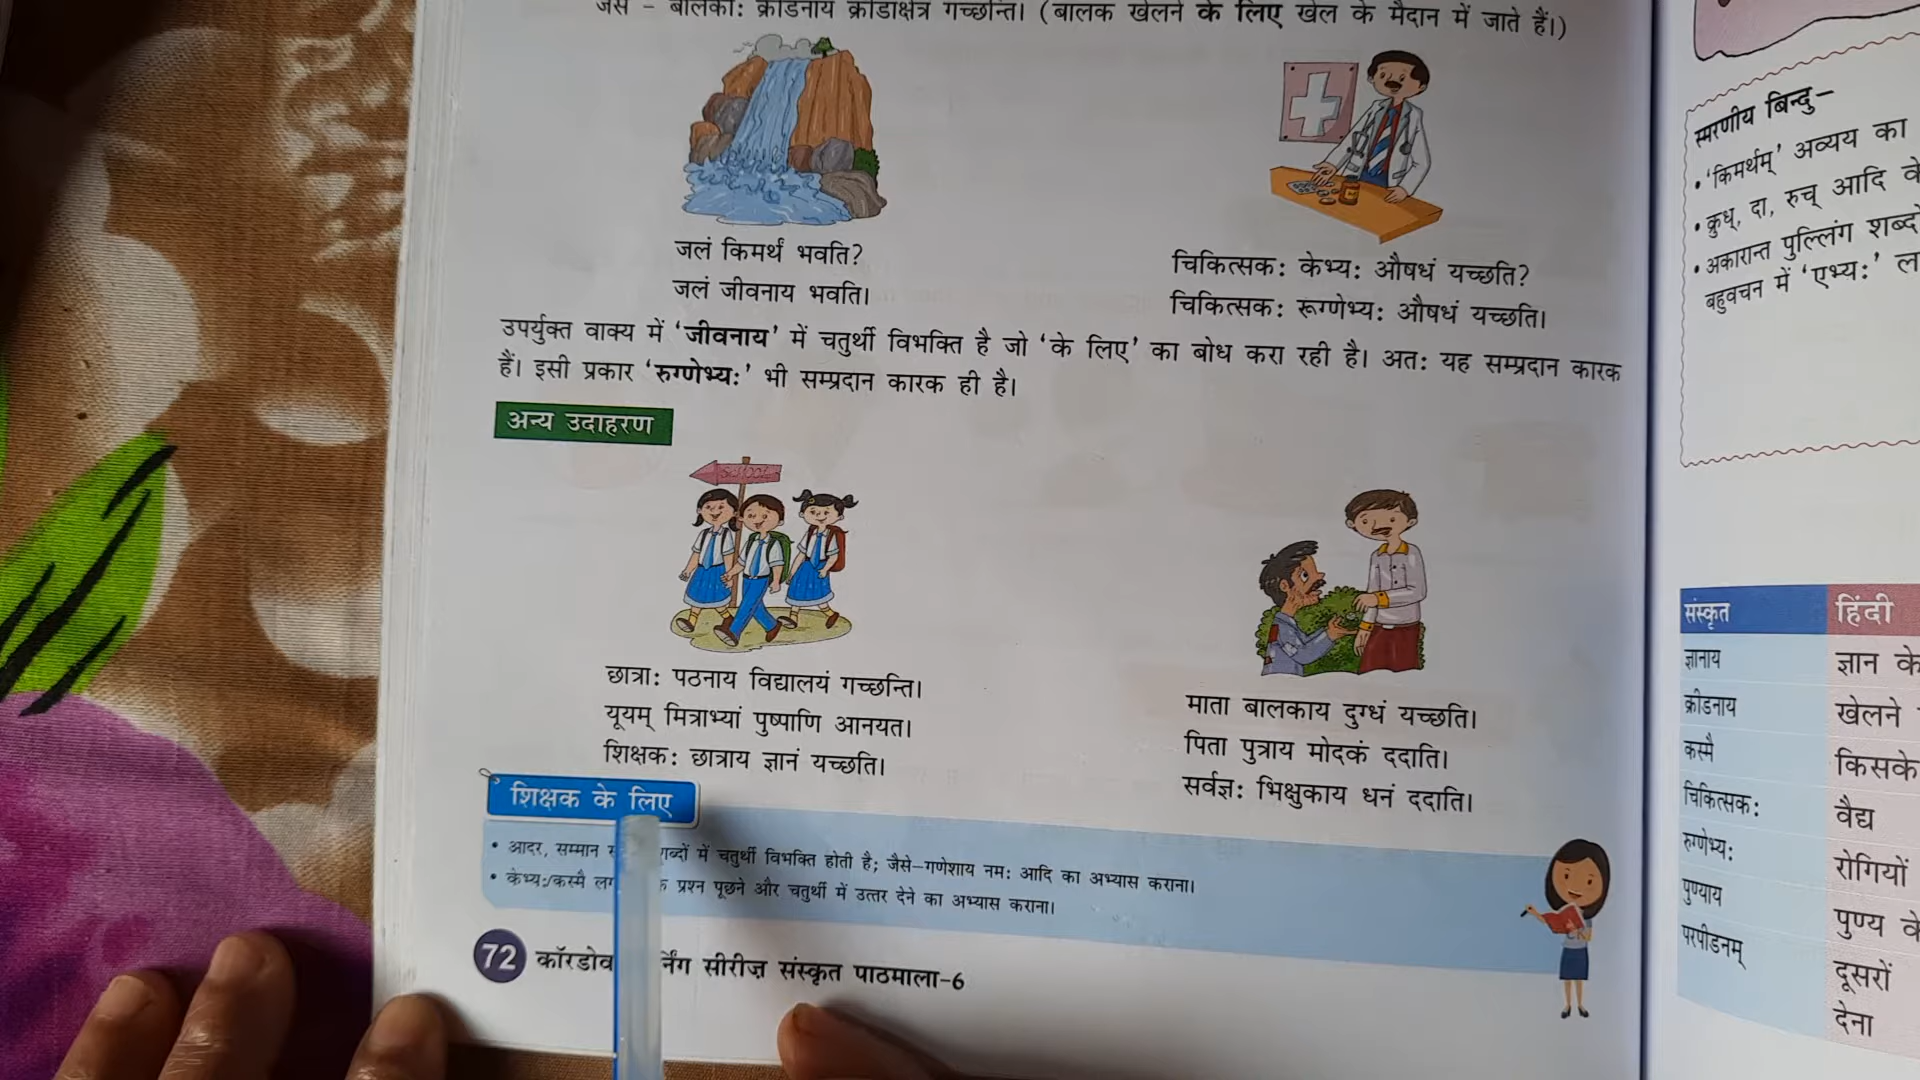 जैसे – बालकाः क्रीडनाय क्रीडाक्षेत्रं गच्छन्ति। (बालक खेलने के लिए खेल के मैदान में जाते हैं।)
जलं किमर्थं भवति?
जलं जीवनाय भवति।
चिकित्सकः केभ्यः औषधं यच्छति?
चिकित्सकः रूग्णेभ्यः औषधं यच्छति।
उपर्युक्त वाक्य में ‘जीवनाय’ में चतुर्थी विभक्ति है जो ‘के लिए’ का बोध करा रही है। अतः यह सम्प्रदान कारक
हैं। इसी प्रकार ‘रुग्णेभ्यः’ भी सम्प्रदान कारक ही है।
अन्य उदाहरण
SCHOOL
छात्राः पठनाय विद्यालयं गच्छन्ति।
यूयम् मित्राभ्यां पुष्पाणि आनयत।
शिक्षकः छात्राय ज्ञानं यच्छति।
माता बालकाय दुग्धं यच्छति।
पिता पुत्राय मोदकं ददाति।
सर्वज्ञः भिक्षुकाय धनं ददाति।
शिक्षक के लिए
• आदर, सम्मान शब्दों में चतुर्थी विभक्ति होती है; जैसे–गणेशाय नमः आदि का अभ्यास कराना।
• केभ्यः/कस्मै प्रश्न पूछने और चतुर्थी में उत्तर देने का अभ्यास कराना।
72 सीरीज़ संस्कृत पाठमाला-6
स्मरणीय बिन्दु–
• ‘किमर्थम्’ अव्यय का
• क्रुध्, दा, रुच् आदि
• अकारान्त पुल्लिंग
बहुवचन में ‘एभ्यः’
संस्कृत हिंदी
ज्ञानाय ज्ञान के
क्रीडनाय खेलने
कस्मै किसके
चिकित्सकः वैद्य
रुग्णेभ्यः रोगियों
पुण्याय पुण्य के
परपीडनम् दूसरों
देना